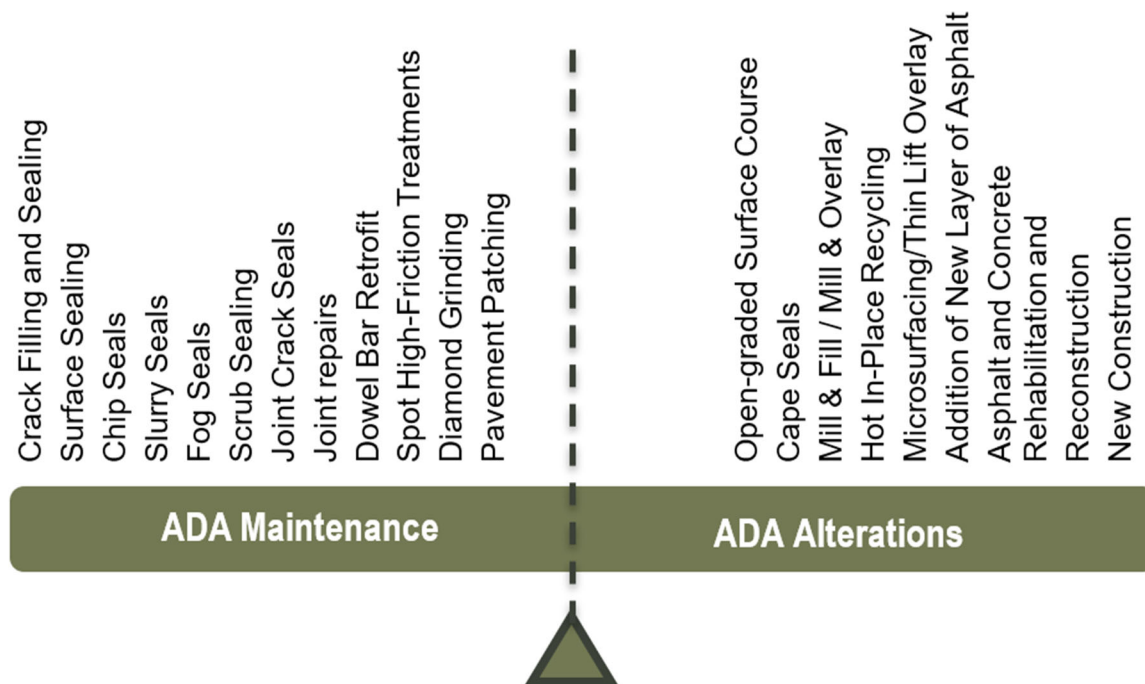 Crack Filling and Sealing
Surface Sealing
Chip Seals
Slurry Seals
Fog Seals
Scrub Sealing
Joint Crack Seals
Joint repairs
Dowel Bar Retrofit
Spot High-Friction Treatments
Diamond Grinding
Pavement Patching
Open-graded Surface Course
Cape Seals
Mill & Fill / Mill & Overlay
Hot In-Place Recycling
Microsurfacing/Thin Lift Overlay
Addition of New Layer of Asphalt
Asphalt and Concrete
Rehabilitation and
Reconstruction
New Construction
ADA Maintenance
ADA Alterations